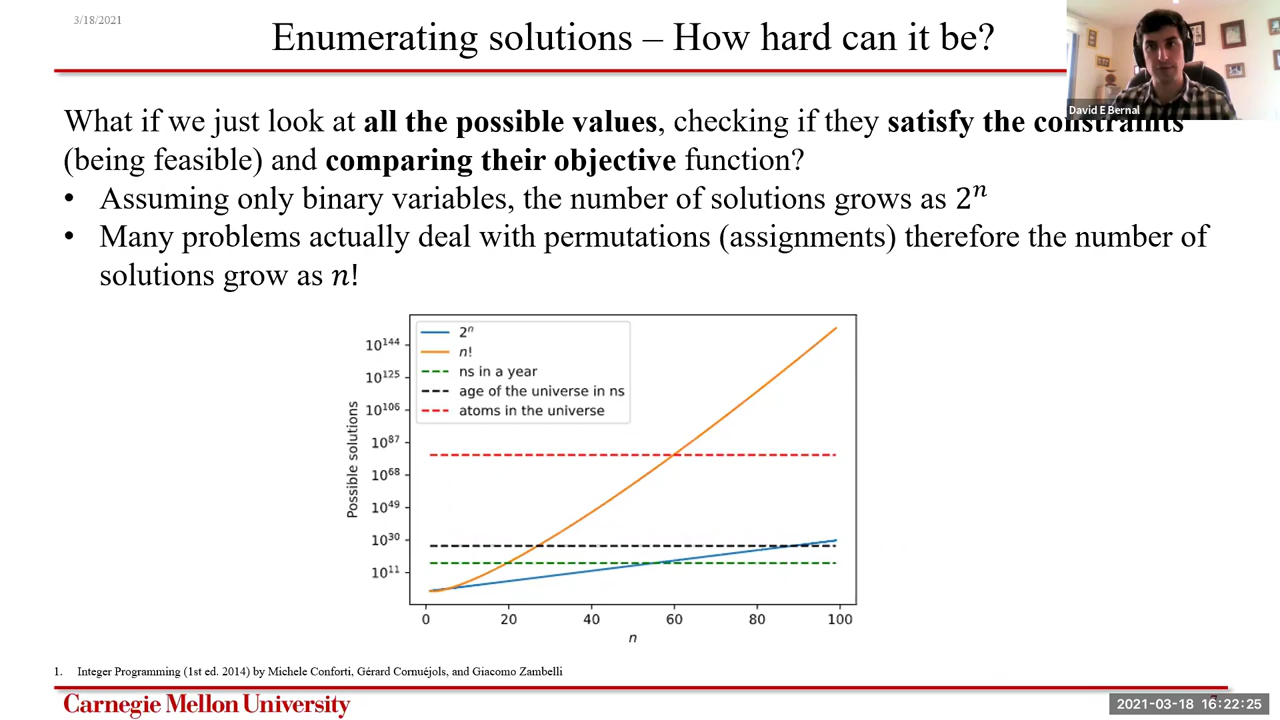 3/18/2021
Enumerating solutions – How hard can it be?
David E Bernal
What if we just look at all the possible values, checking if they satisfy the constraints
(being feasible) and comparing their objective function?
• Assuming only binary variables, the number of solutions grows as 2ⁿ
• Many problems actually deal with permutations (assignments) therefore the number of
solutions grow as n!
2ⁿ
n!
ns in a year
age of the universe in ns
atoms in the universe
Possible solutions
10¹⁴⁴
10¹²⁵
10¹⁰⁶
10⁸⁷
10⁶⁸
10⁴⁹
10³⁰
10¹¹
0 20 40 60 80 100
n
1. Integer Programming (1st ed. 2014) by Michele Conforti, Gérard Cornuéjols, and Giacomo Zambelli
Carnegie Mellon University
2021-03-18 16:22:25